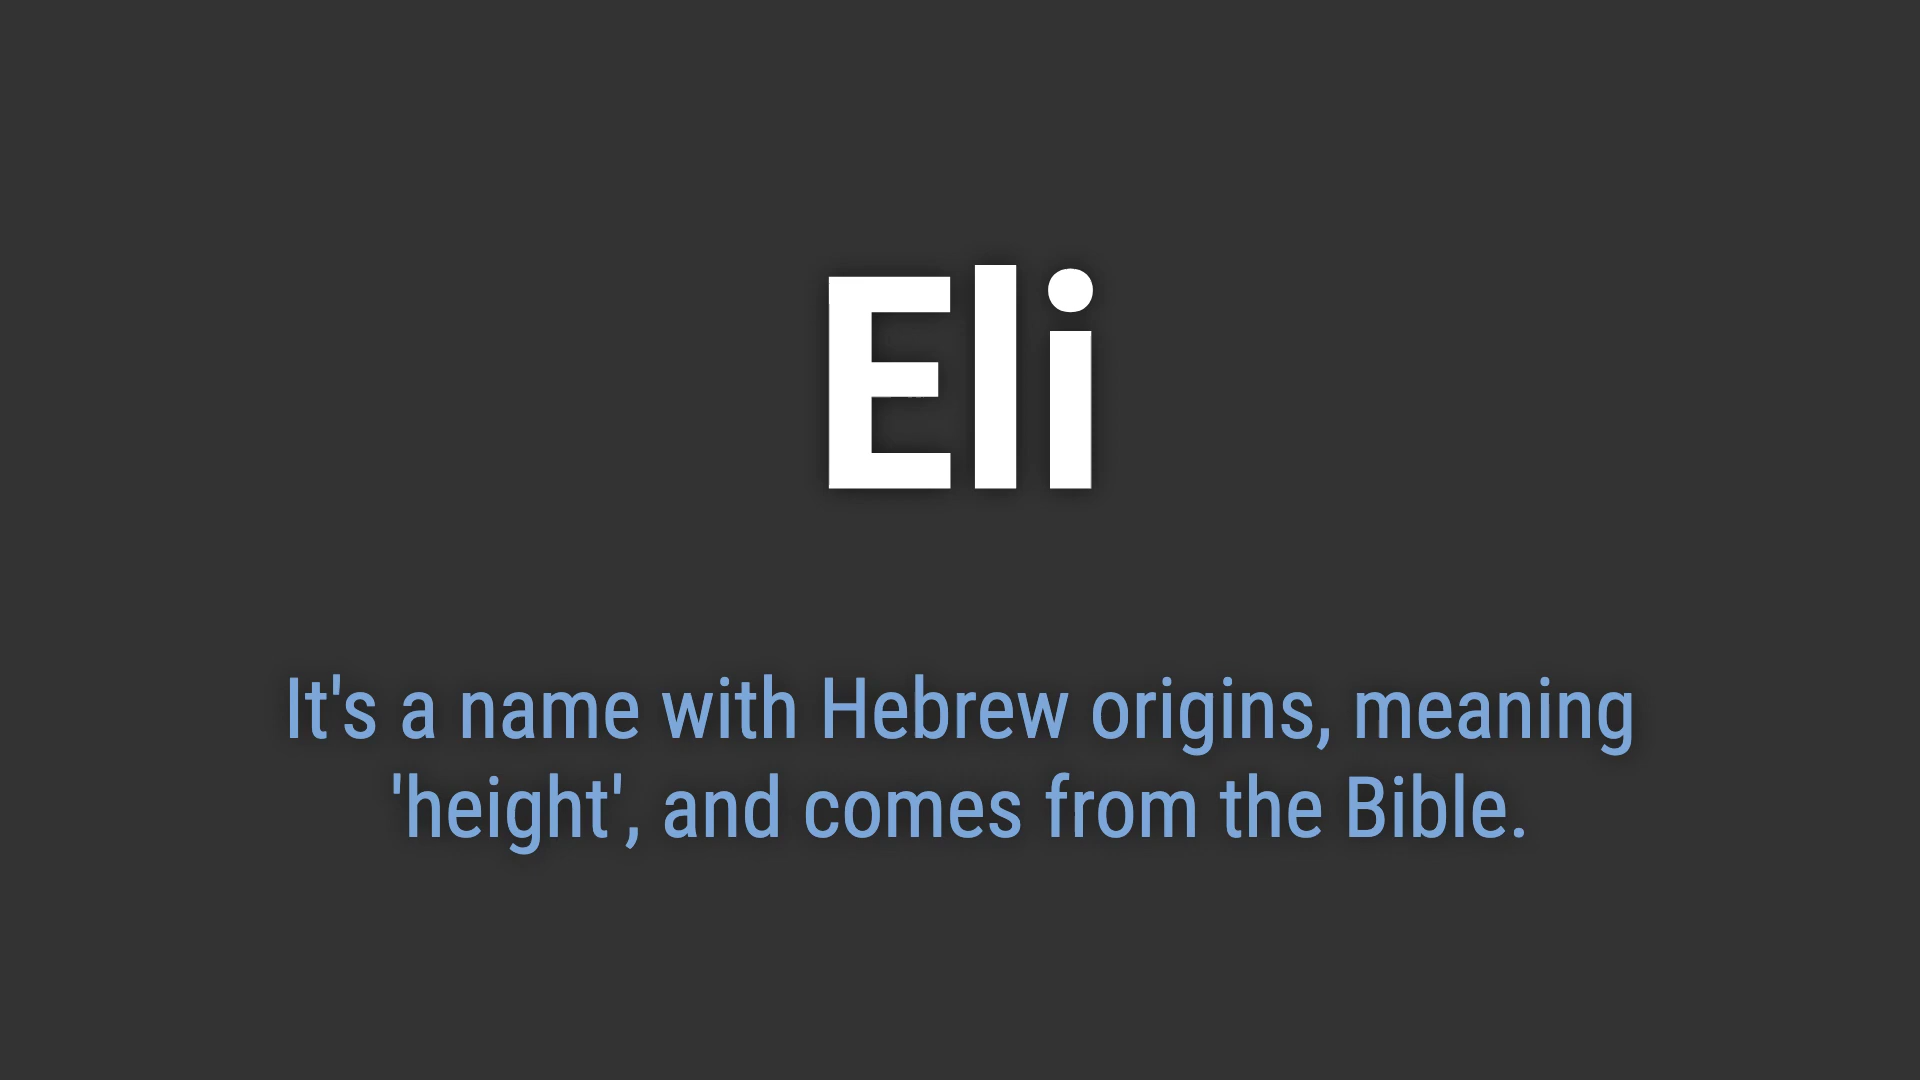 Eli
It's a name with Hebrew origins, meaning
'height', and comes from the Bible.